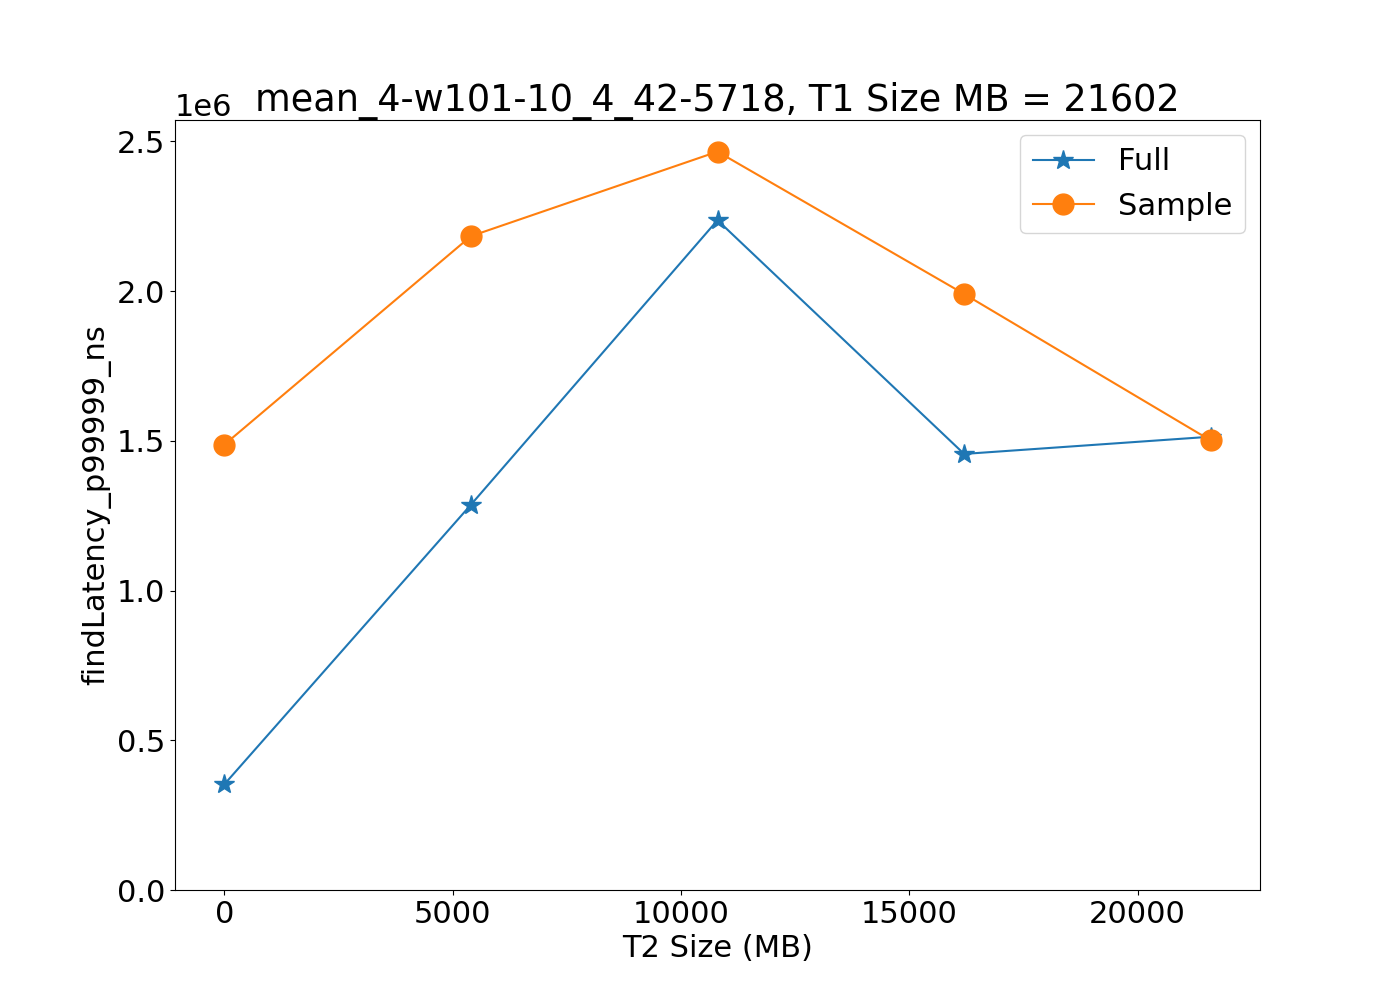 1e6
mean_4-w101-10_4_42-5718, T1 Size MB = 21602
Full
Sample
2.5
2.0
1.5
1.0
0.5
0.0
findLatency_p99999_ns
0 5000 10000 15000 20000
T2 Size (MB)